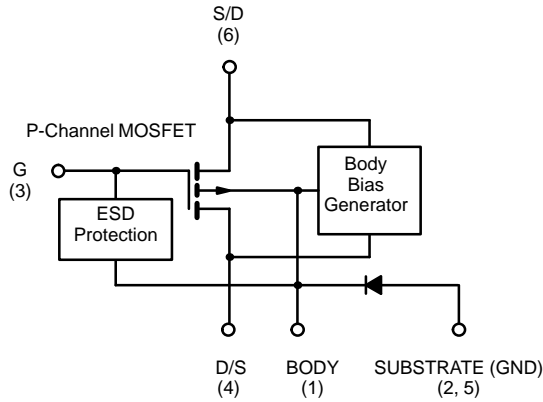 S/D
(6)
P-Channel MOSFET
G
(3)
ESD
Protection
Body
Bias
Generator
D/S
(4)
BODY
(1)
SUBSTRATE (GND)
(2, 5)